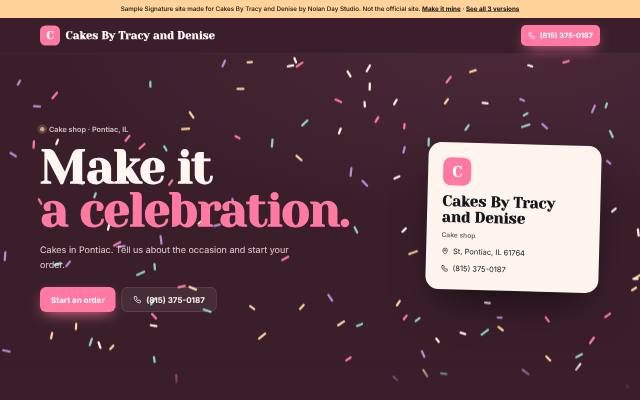 Sample Signature site made for Cakes By Tracy and Denise by Nolan Day Studio. Not the official site. Make it mine · See all 3 versions
C Cakes By Tracy and Denise
(815) 375-0187
Cake shop · Pontiac, IL
Make it
a celebration.
Cakes in Pontiac. Tell us about the occasion and start your
order.
Start an order
(815) 375-0187
C
Cakes By Tracy
and Denise
Cake shop
St, Pontiac, IL 61764
(815) 375-0187